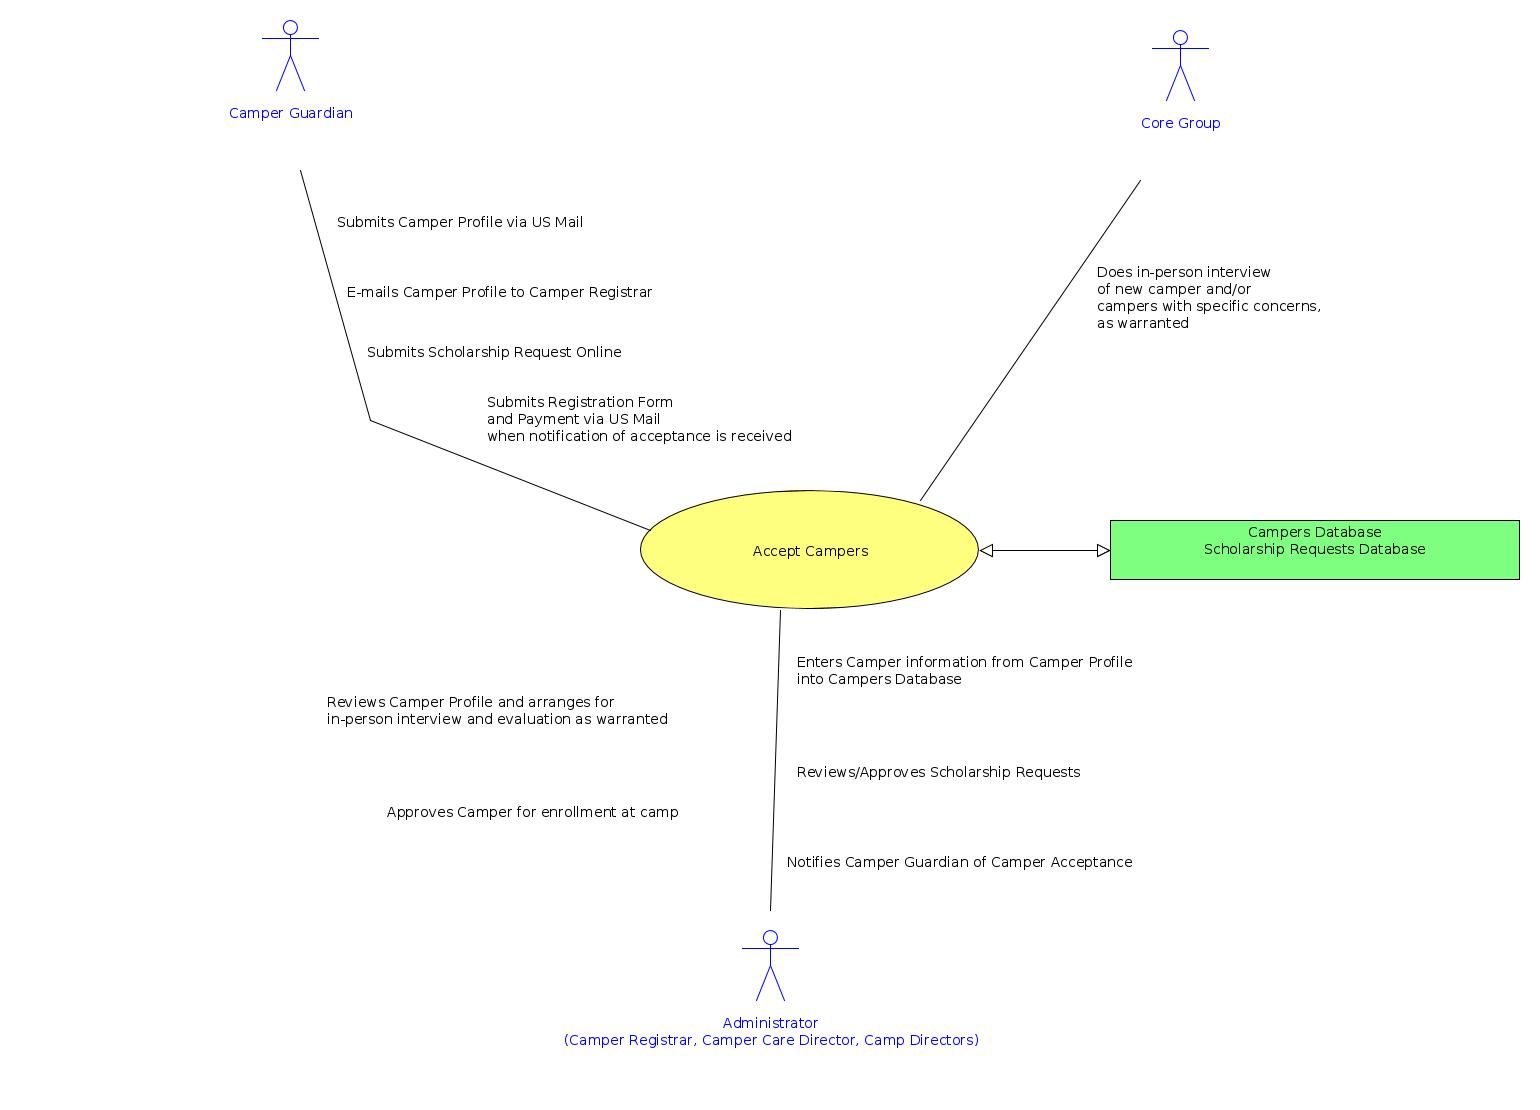 Camper Guardian
Core Group
Submits Camper Profile via US Mail
E-mails Camper Profile to Camper Registrar
Submits Scholarship Request Online
Submits Registration Form
and Payment via US Mail
when notification of acceptance is received
Does in-person interview
of new camper and/or
campers with specific concerns,
as warranted
Accept Campers
Campers Database
Scholarship Requests Database
Enters Camper information from Camper Profile
into Campers Database
Reviews Camper Profile and arranges for
in-person interview and evaluation as warranted
Reviews/Approves Scholarship Requests
Approves Camper for enrollment at camp
Notifies Camper Guardian of Camper Acceptance
Administrator
(Camper Registrar, Camper Care Director, Camp Directors)